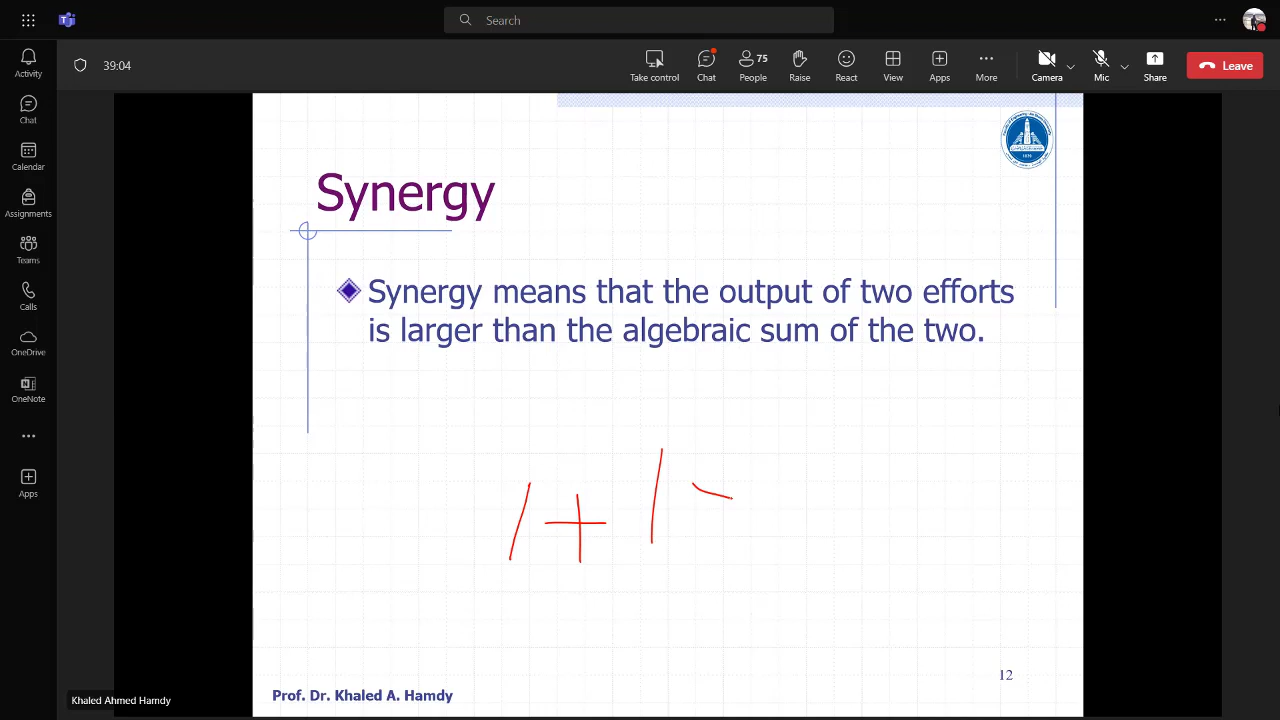 Search
39:04
Take control
Chat
75
People
Raise
React
View
Apps
More
Camera
Mic
Share
Leave
Activity
Chat
Calendar
Assignments
Teams
Calls
OneDrive
OneNote
Apps
Synergy
Synergy means that the output of two efforts
is larger than the algebraic sum of the two.
1 + 1
12
Khaled Ahmed Hamdy
Prof. Dr. Khaled A. Hamdy